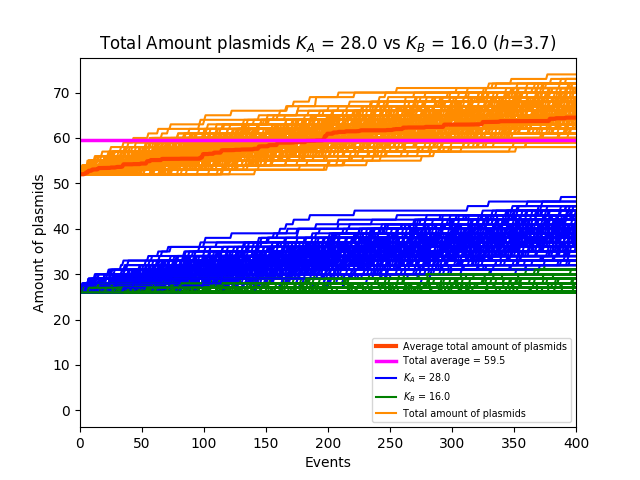 Total Amount plasmids K_A = 28.0 vs K_B = 16.0 (h=3.7)
Amount of plasmids
70
60
50
40
30
20
10
0
Average total amount of plasmids
Total average = 59.5
K_A = 28.0
K_B = 16.0
Total amount of plasmids
0 50 100 150 200 250 300 350 400
Events